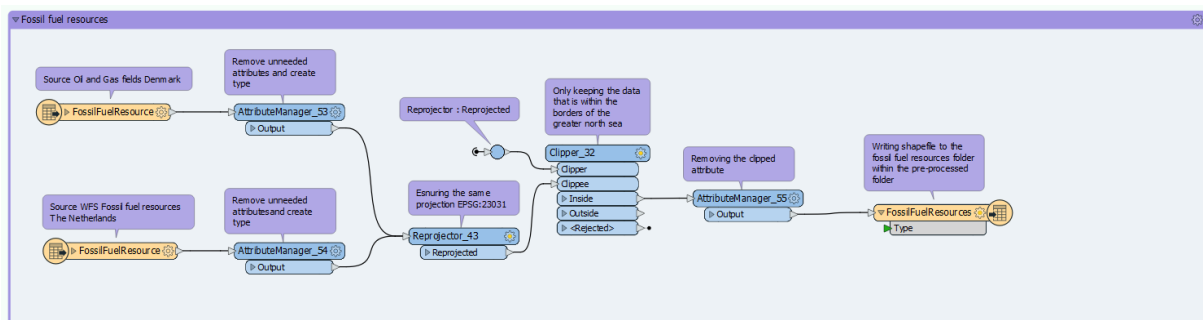 Fossil fuel resources
Source Oil and Gas fields Denmark
FossilFuelResource
Remove unneeded
attributes and create
type
AttributeManager_53
Output
Source WFS Fossil fuel resources
The Netherlands
FossilFuelResource
Remove unneeded
attributesand create
type
AttributeManager_54
Output
Reprojector : Reprojected
Esnuring the same
projection EPSG:23031
Reprojector_43
Reprojected
Only keeping the data
that is within the
borders of the
greater north sea
Clipper_32
Clipper
Clippee
Inside
Outside
<Rejected>
Removing the clipped
attribute
AttributeManager_55
Output
Writing shapefile to the
fossil fuel resources folder
within the pre-processed
folder
FossilFuelResources
Type